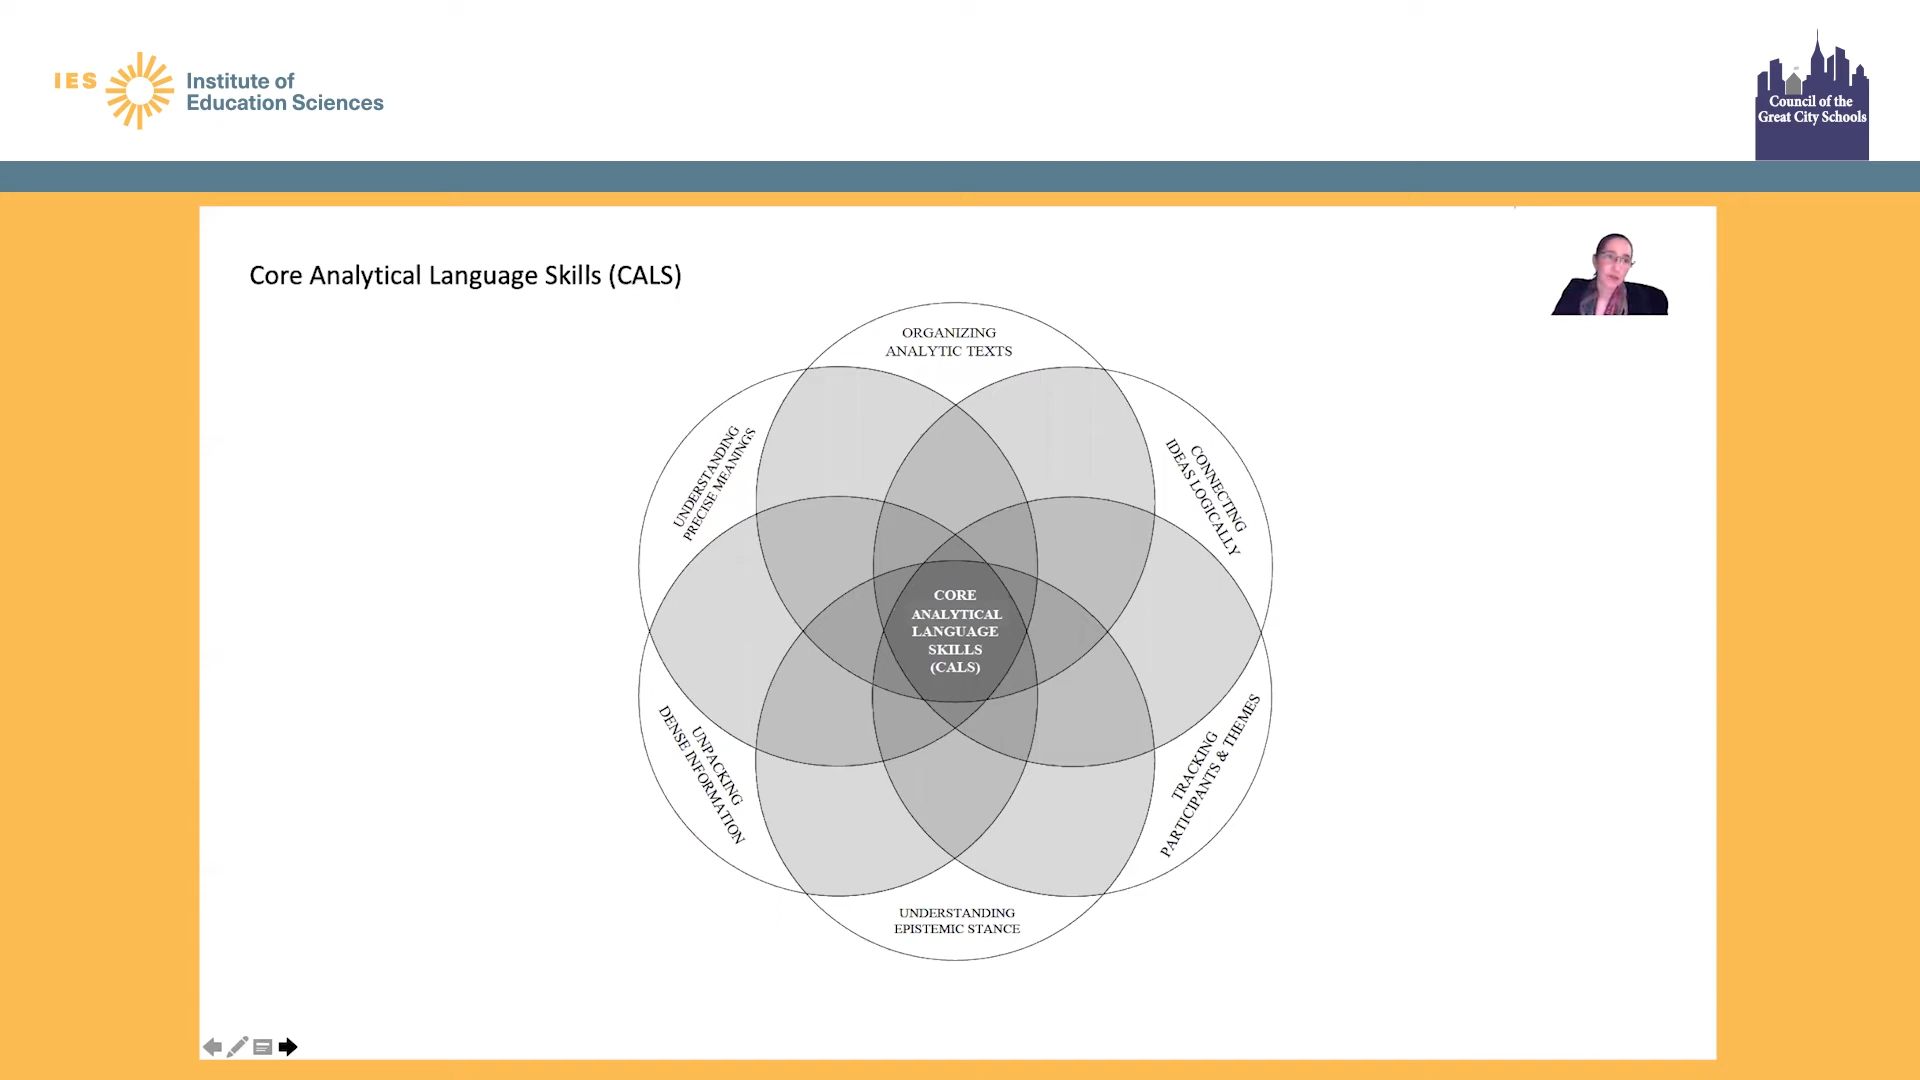 IES
Institute of
Education Sciences
Council of the
Great City Schools
Core Analytical Language Skills (CALS)
ORGANIZING
ANALYTIC TEXTS
UNDERSTANDING
PRECISE MEANINGS
CONNECTING
IDEAS LOGICALLY
CORE
ANALYTICAL
LANGUAGE
SKILLS
(CALS)
UNPACKING
DENSE INFORMATION
TRACKING
PARTICIPANTS & THEMES
UNDERSTANDING
EPISTEMIC STANCE